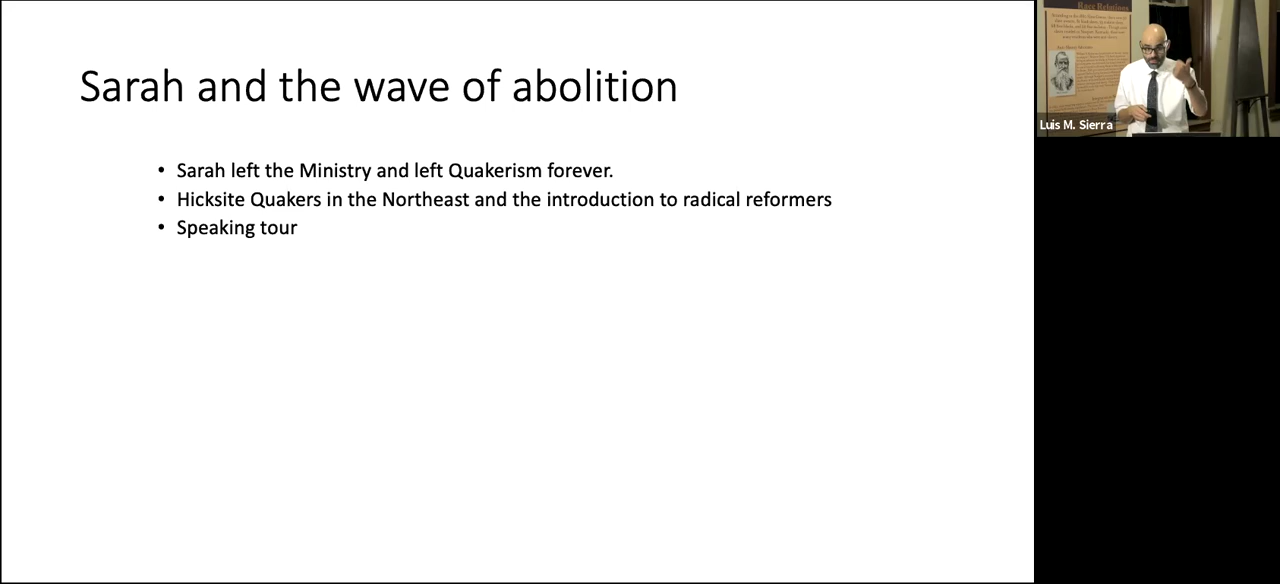 Sarah and the wave of abolition
• Sarah left the Ministry and left Quakerism forever.
• Hicksite Quakers in the Northeast and the introduction to radical reformers
• Speaking tour
Race Relations
Luis M. Sierra